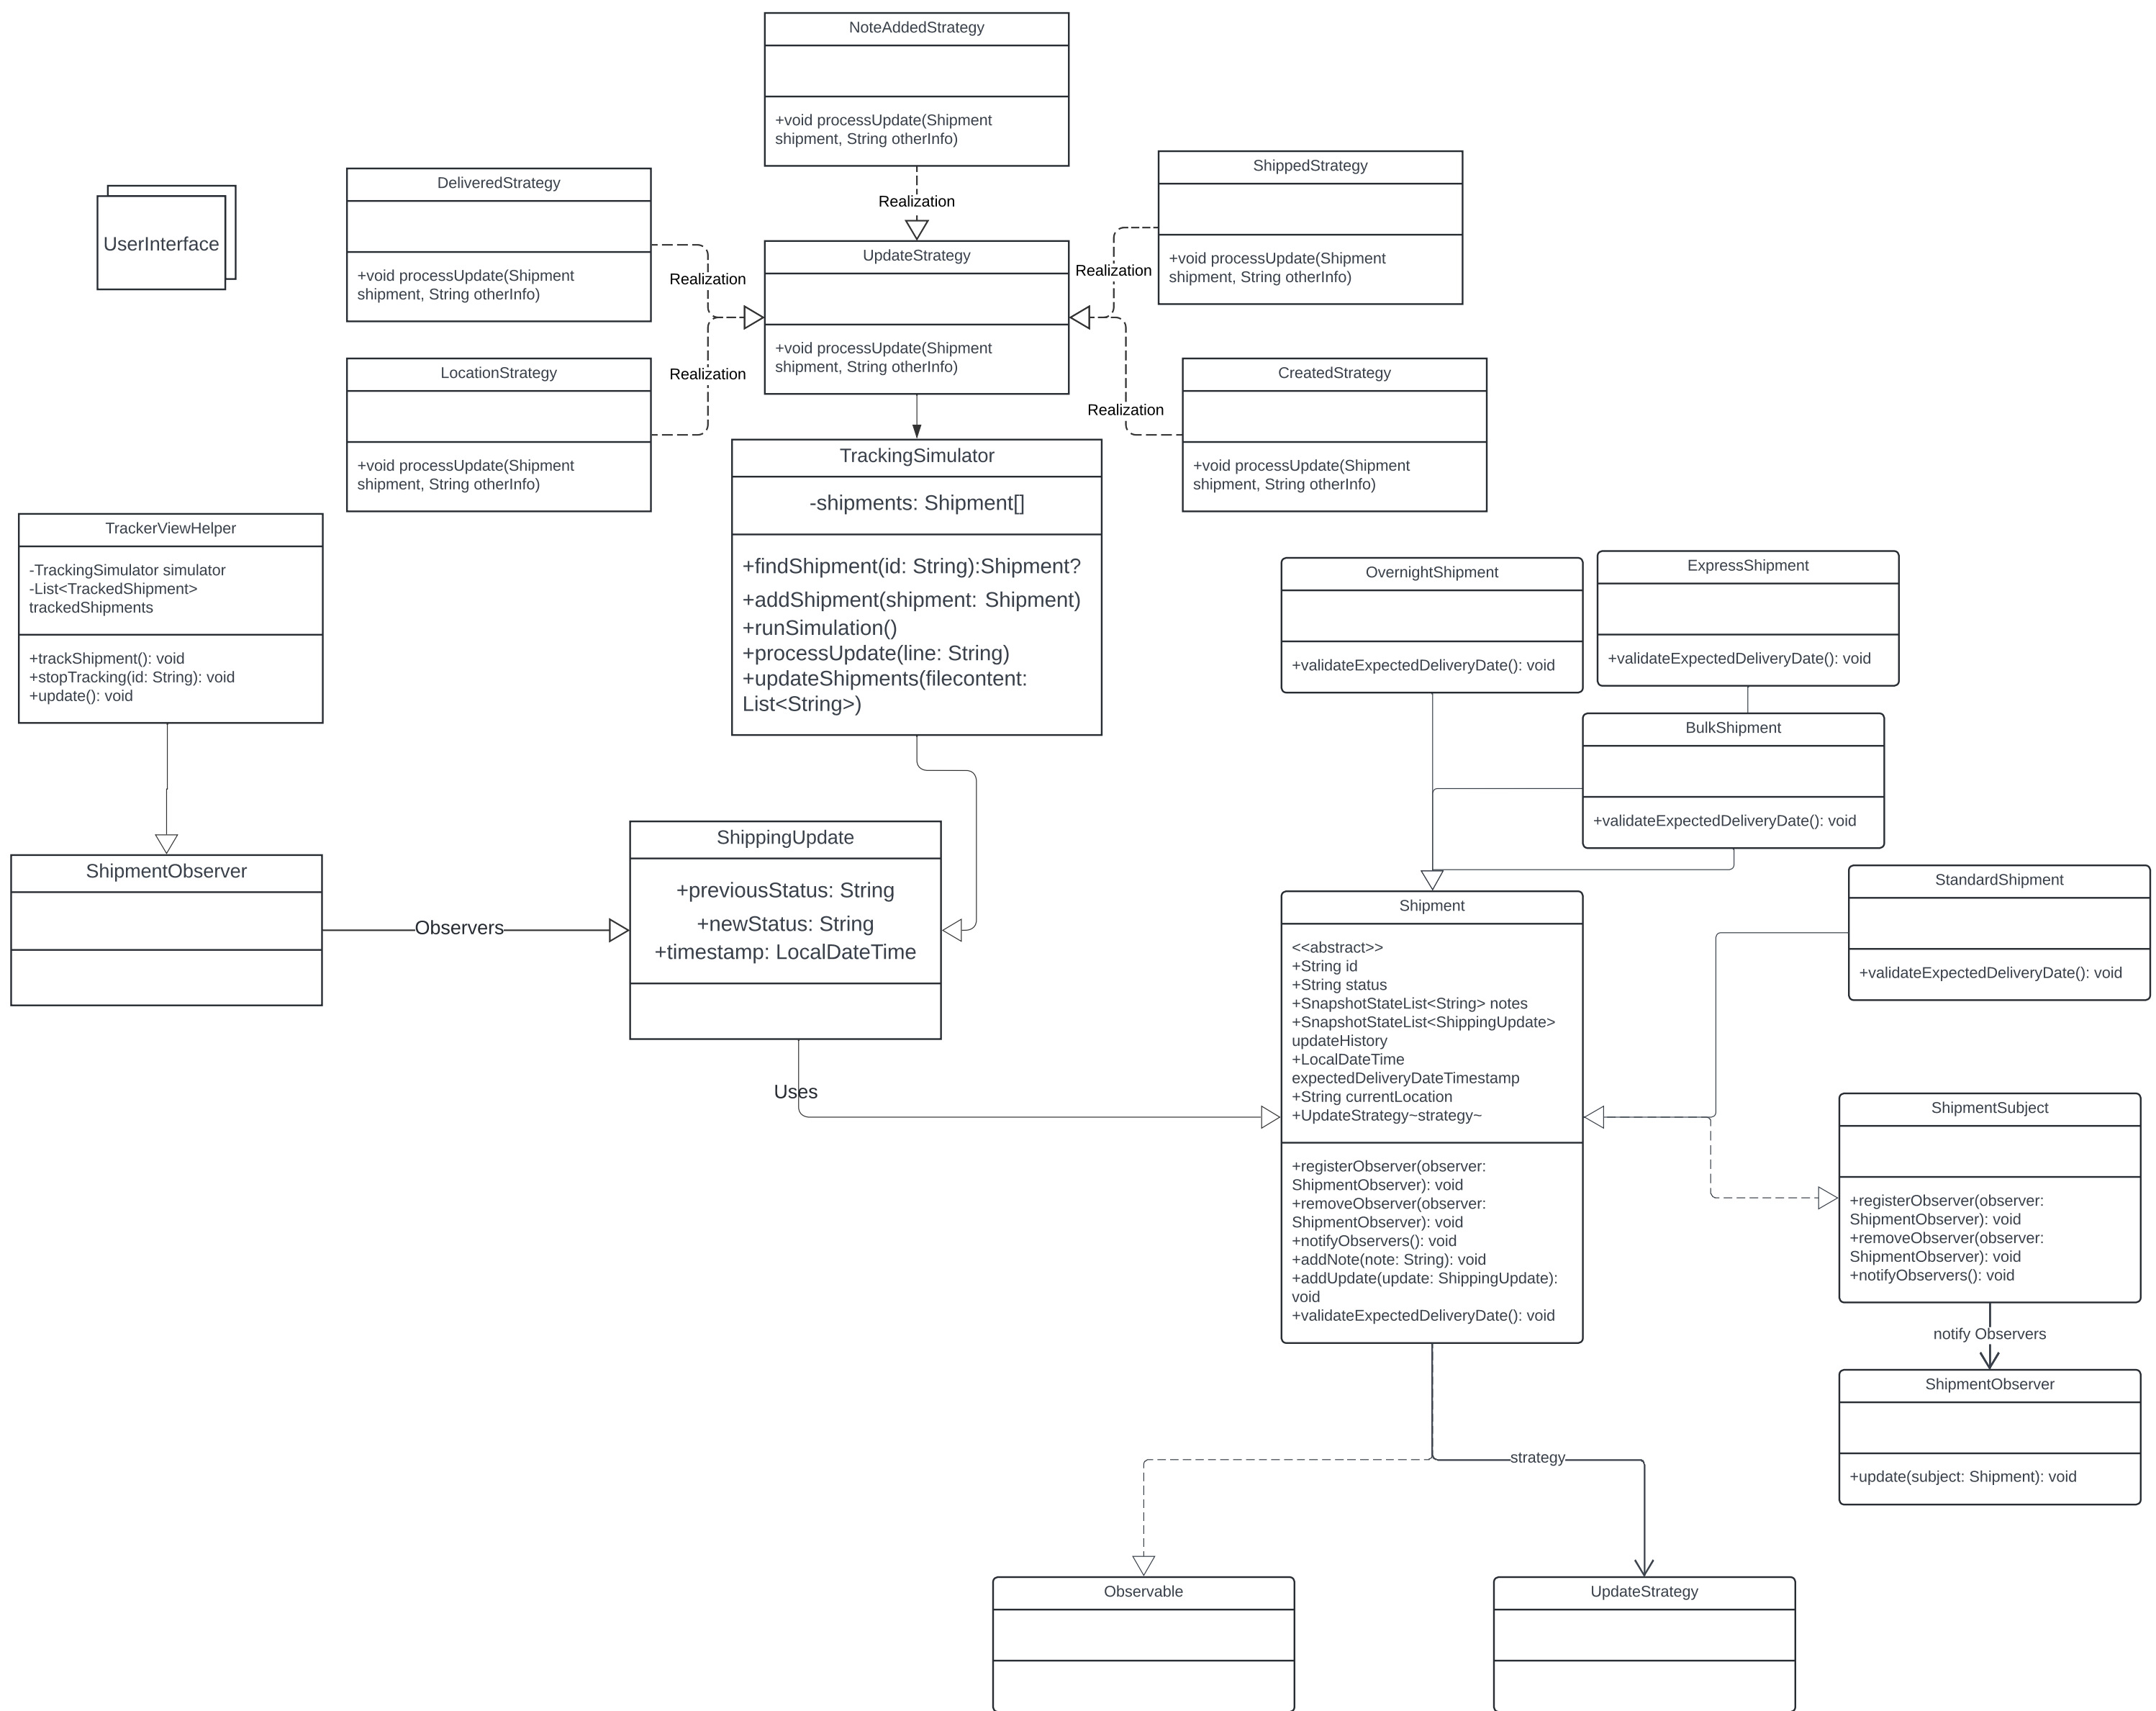 NoteAddedStrategy
+void processUpdate(Shipment
shipment, String otherInfo)
Realization
DeliveredStrategy
+void processUpdate(Shipment
shipment, String otherInfo)
Realization
ShippedStrategy
+void processUpdate(Shipment
shipment, String otherInfo)
Realization
UserInterface
UpdateStrategy
+void processUpdate(Shipment
shipment, String otherInfo)
LocationStrategy
+void processUpdate(Shipment
shipment, String otherInfo)
Realization
CreatedStrategy
+void processUpdate(Shipment
shipment, String otherInfo)
Realization
TrackingSimulator
-shipments: Shipment[]
+findShipment(id: String):Shipment?
+addShipment(shipment: Shipment)
+runSimulation()
+processUpdate(line: String)
+updateShipments(filecontent:
List<String>)
TrackerViewHelper
-TrackingSimulator simulator
-List<TrackedShipment>
trackedShipments
+trackShipment(): void
+stopTracking(id: String): void
+update(): void
OvernightShipment
+validateExpectedDeliveryDate(): void
ExpressShipment
+validateExpectedDeliveryDate(): void
BulkShipment
+validateExpectedDeliveryDate(): void
ShipmentObserver
Observers
ShippingUpdate
+previousStatus: String
+newStatus: String
+timestamp: LocalDateTime
Uses
StandardShipment
+validateExpectedDeliveryDate(): void
Shipment
<<abstract>>
+String id
+String status
+SnapshotStateList<String> notes
+SnapshotStateList<ShippingUpdate>
updateHistory
+LocalDateTime
expectedDeliveryDateTimestamp
+String currentLocation
+UpdateStrategy~strategy~
+registerObserver(observer:
ShipmentObserver): void
+removeObserver(observer:
ShipmentObserver): void
+notifyObservers(): void
+addNote(note: String): void
+addUpdate(update: ShippingUpdate):
void
+validateExpectedDeliveryDate(): void
ShipmentSubject
+registerObserver(observer:
ShipmentObserver): void
+removeObserver(observer:
ShipmentObserver): void
+notifyObservers(): void
notify Observers
ShipmentObserver
+update(subject: Shipment): void
strategy
Observable
UpdateStrategy